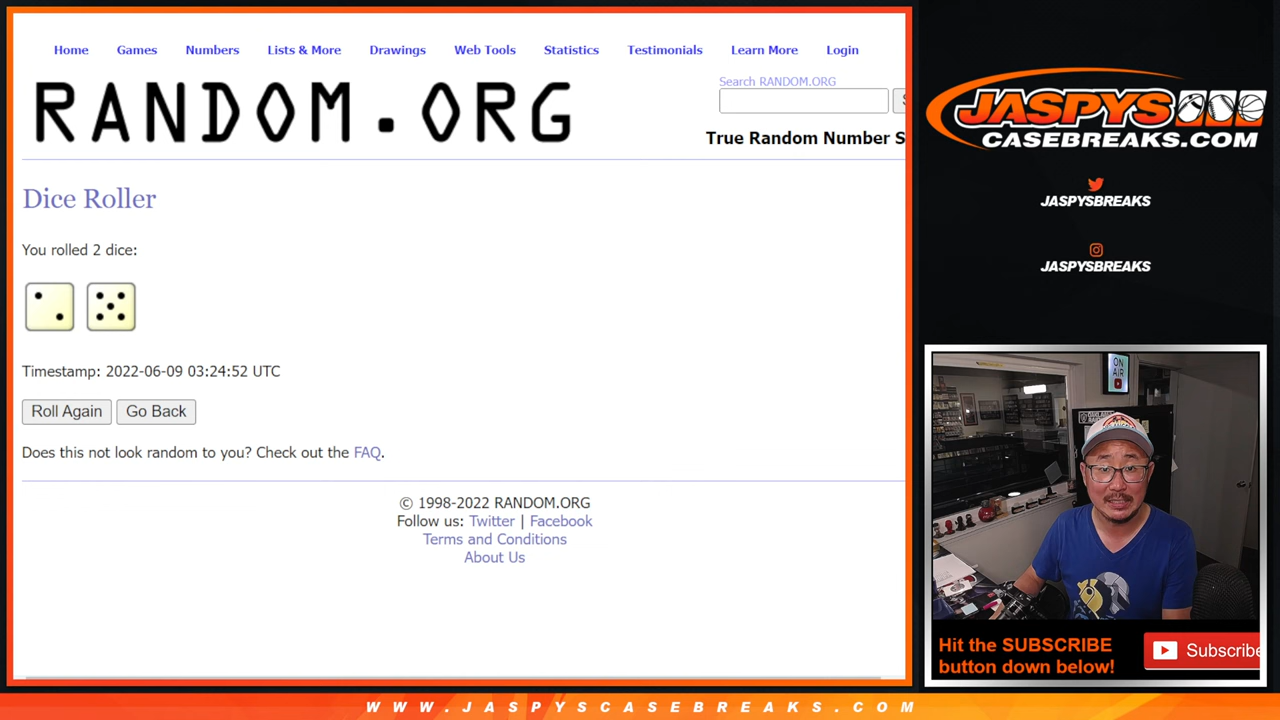 Home Games Numbers Lists & More Drawings Web Tools Statistics Testimonials Learn More Login
RANDOM.ORG
Search RANDOM.ORG
True Random Number S
Dice Roller
You rolled 2 dice:
Timestamp: 2022-06-09 03:24:52 UTC
Roll Again Go Back
Does this not look random to you? Check out the FAQ.
© 1998-2022 RANDOM.ORG
Follow us: Twitter | Facebook
Terms and Conditions
About Us
JASPYS
CASEBREAKS.COM
JASPYSBREAKS
JASPYSBREAKS
ON
AIR
Hit the SUBSCRIBE
button down below!
Subscribe
WWW.JASPYSCASEBREAKS.COM